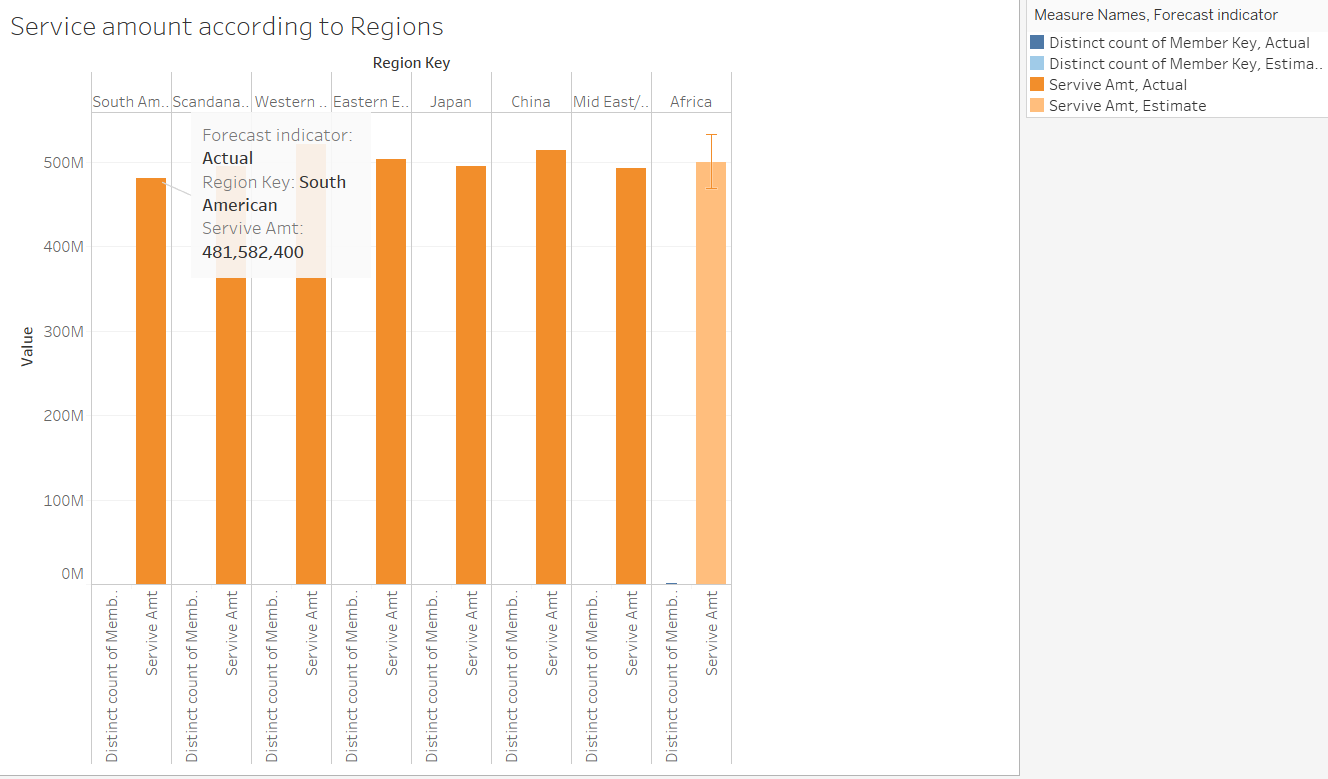 Service amount according to Regions
Measure Names, Forecast indicator
Distinct count of Member Key, Actual
Distinct count of Member Key, Estima..
Servive Amt, Actual
Servive Amt, Estimate
Region Key
South Am.. Scandana.. Western .. Eastern E.. Japan China Mid East/.. Africa
Forecast indicator:
Actual
Region Key: South
American
Servive Amt:
481,582,400
500M
400M
300M
200M
100M
0M
Value
Distinct count of Memb..
Servive Amt
Distinct count of Memb..
Servive Amt
Distinct count of Memb..
Servive Amt
Distinct count of Memb..
Servive Amt
Distinct count of Memb..
Servive Amt
Distinct count of Memb..
Servive Amt
Distinct count of Memb..
Servive Amt
Distinct count of Memb..
Servive Amt